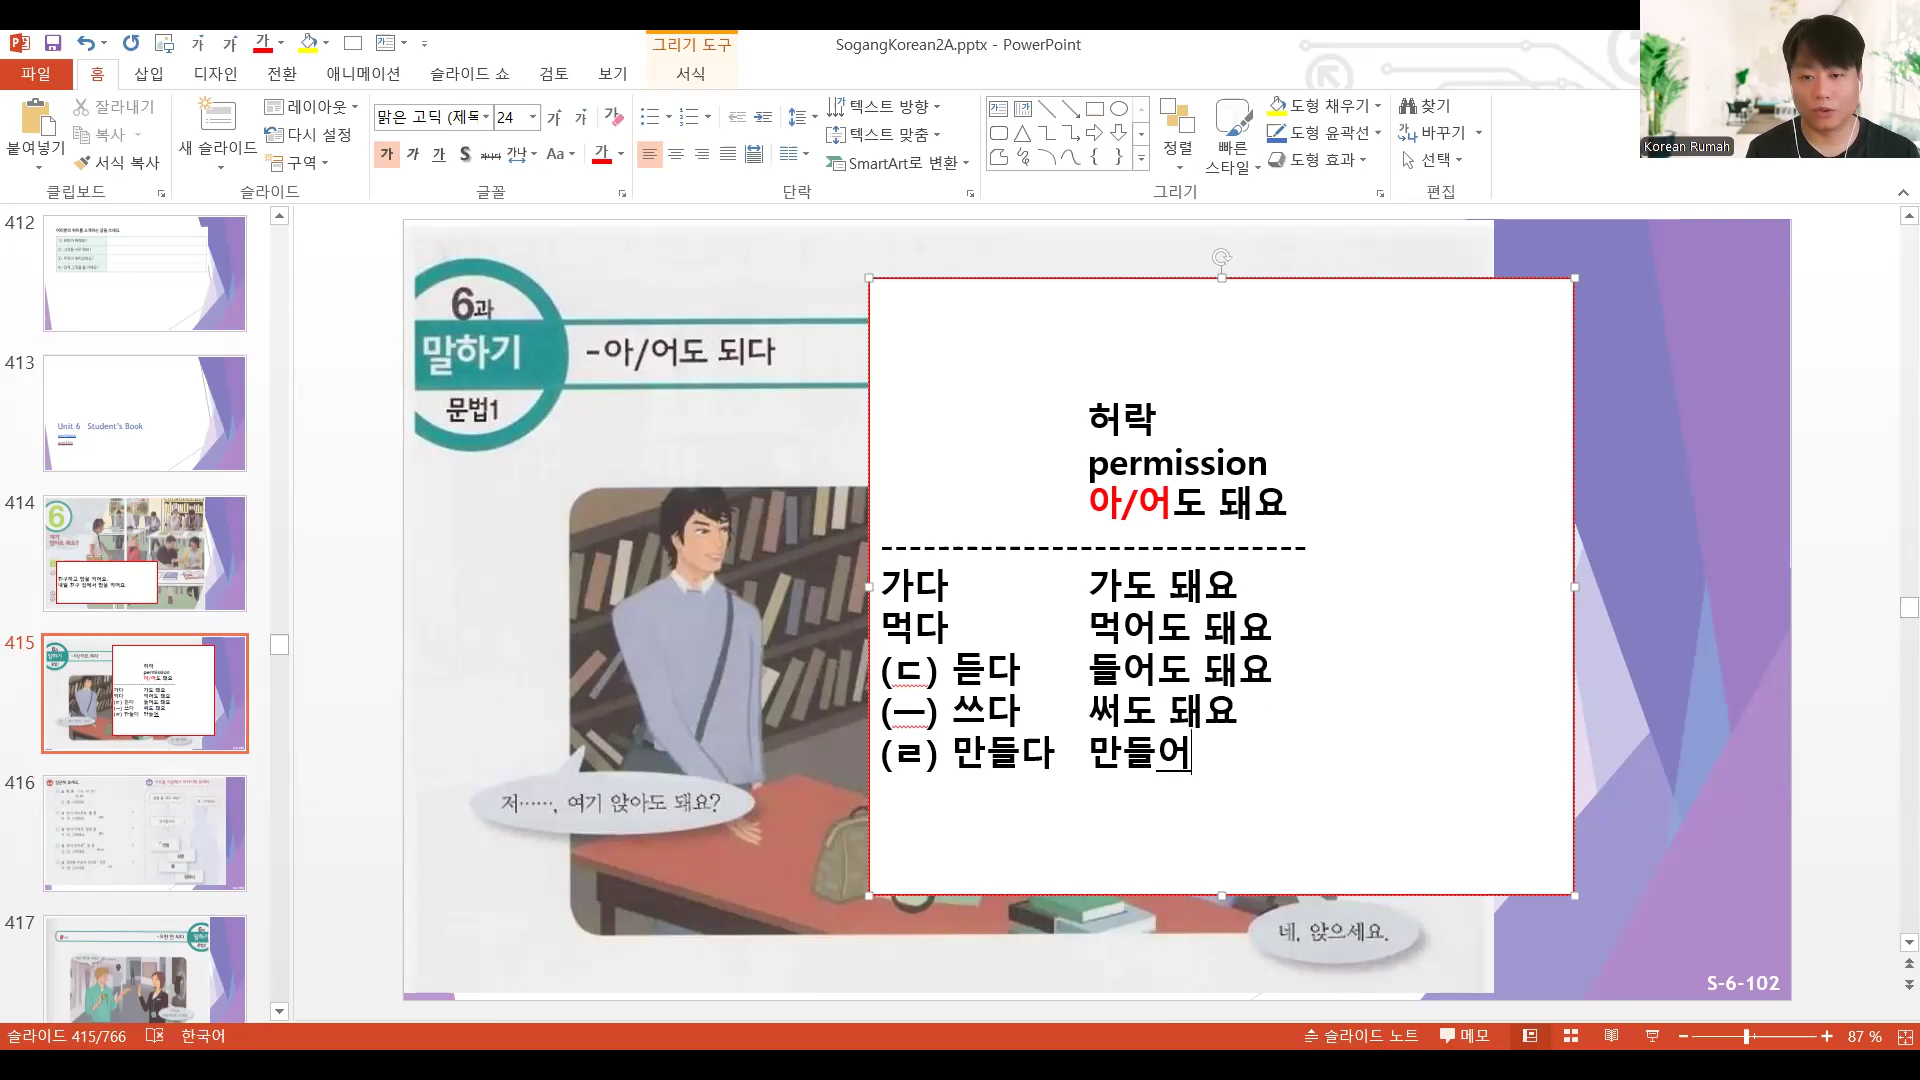 SogangKorean2A.pptx - PowerPoint
그리기 도구
파일
홈
삽입
디자인
전환
애니메이션
슬라이드 쇼
검토
보기
서식
붙여넣기
잘라내기
복사
서식 복사
클립보드
새 슬라이드
레이아웃
다시 설정
구역
슬라이드
맑은 고딕 (제목
24
글꼴
단락
텍스트 방향
텍스트 맞춤
SmartArt로 변환
정렬
빠른
스타일
도형 채우기
도형 윤곽선
도형 효과
그리기
찾기
바꾸기
선택
편집
Korean Rumah
412
413
Unit 6 Student's Book
414
415
416
417
6과
말하기
문법1
-아/어도 되다
허락
permission
아/어도 돼요
------------------------------
가다 가도 돼요
먹다 먹어도 돼요
(ㄷ) 듣다 들어도 돼요
(ㅡ) 쓰다 써도 돼요
(ㄹ) 만들다 만들어
저……, 여기 앉아도 돼요?
네, 앉으세요.
S-6-102
슬라이드 415/766
한국어
슬라이드 노트
메모
87 %